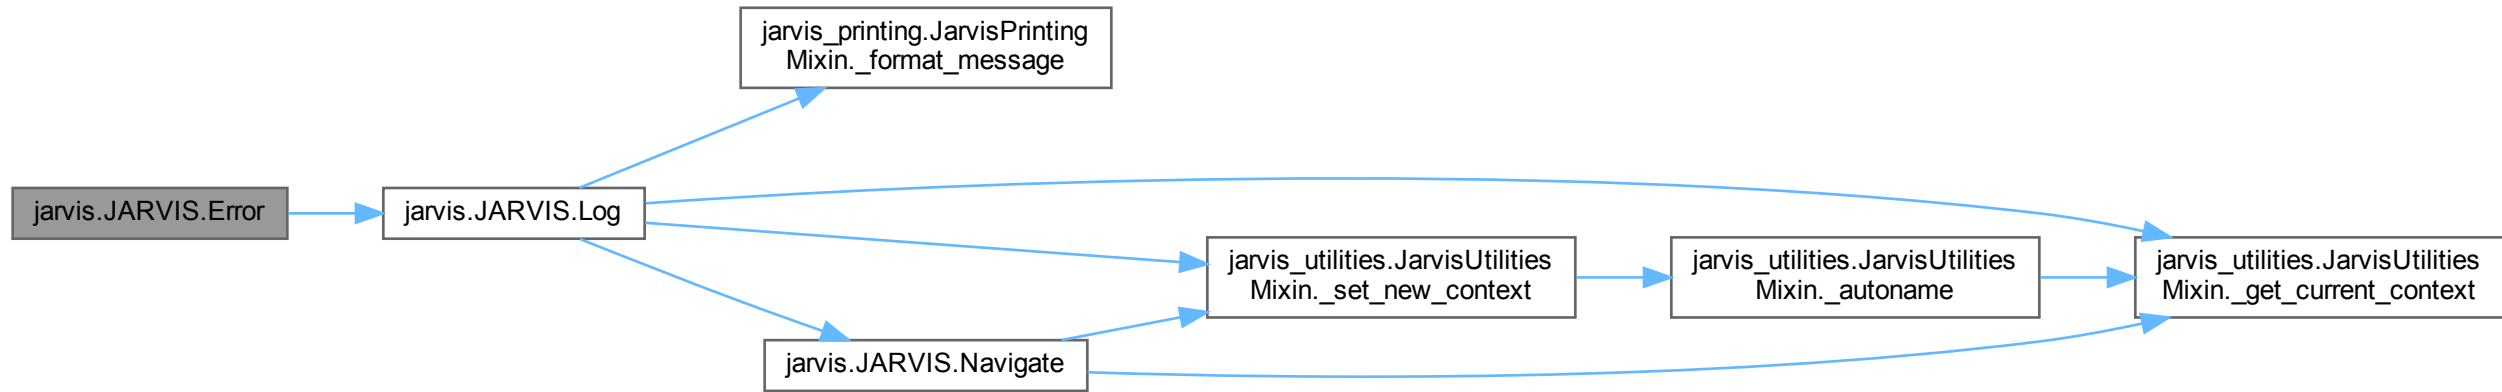 jarvis.JARVIS.Error
jarvis.JARVIS.Log
jarvis_printing.JarvisPrinting
Mixin._format_message
jarvis.JARVIS.Navigate
jarvis_utilities.JarvisUtilities
Mixin._set_new_context
jarvis_utilities.JarvisUtilities
Mixin._autoname
jarvis_utilities.JarvisUtilities
Mixin._get_current_context